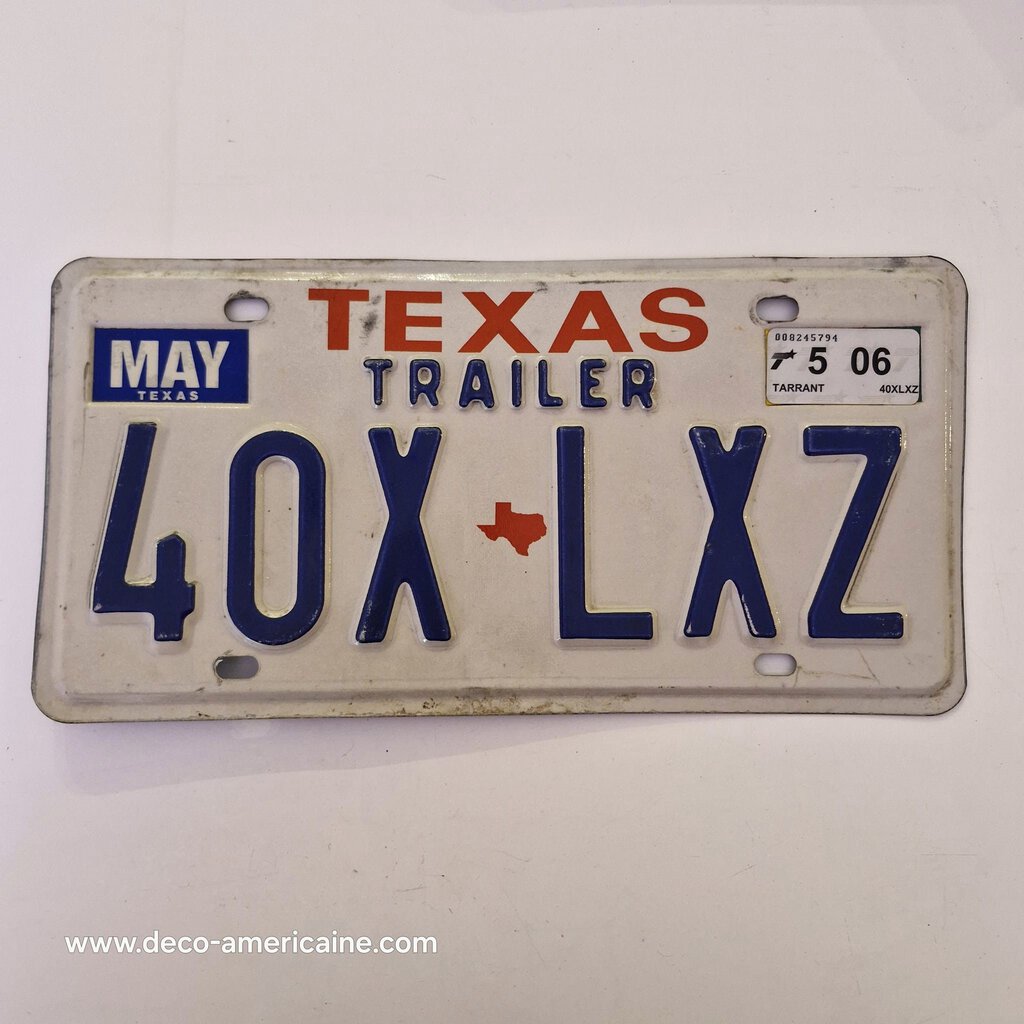 TEXAS
TRAILER
MAY
TEXAS
008245794
5 06
TARRANT 40XLXZ
40X LXZ
www.deco-americaine.com